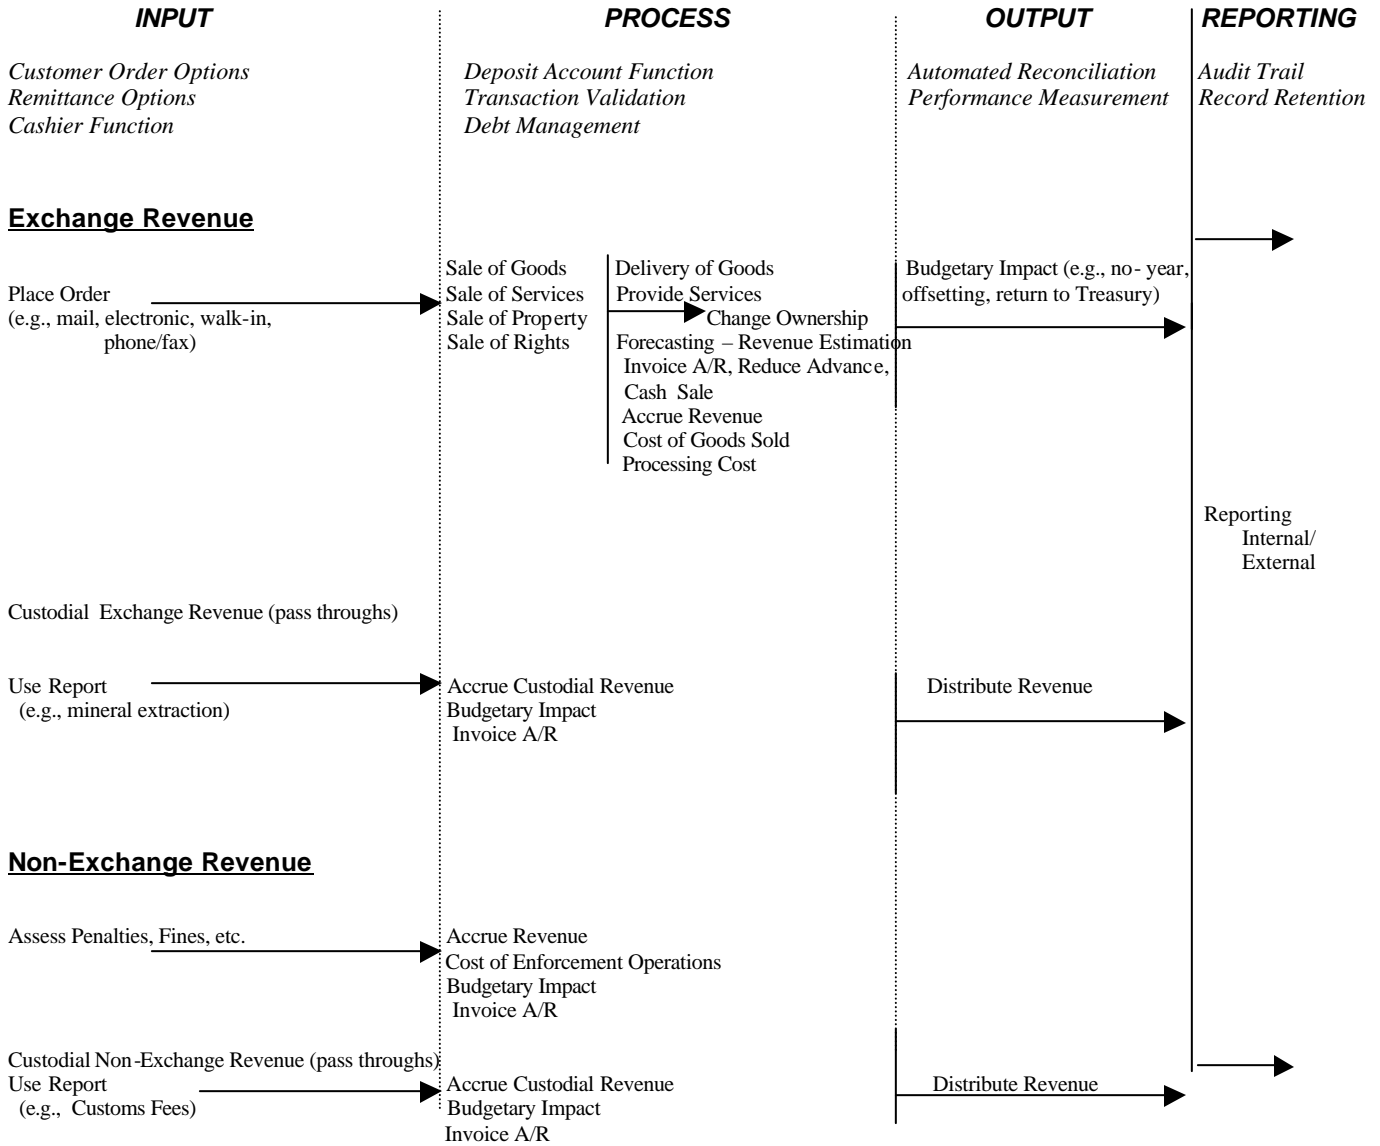 INPUT PROCESS OUTPUT REPORTING
Customer Order Options Deposit Account Function Automated Reconciliation Audit Trail
Remittance Options Transaction Validation Performance Measurement Record Retention
Cashier Function Debt Management
Exchange Revenue
Sale of Goods Delivery of Goods Budgetary Impact (e.g., no- year,
Place Order Sale of Services Provide Services offsetting, return to Treasury)
(e.g., mail, electronic, walk-in, Sale of Property Change Ownership
phone/fax) Sale of Rights Forecasting – Revenue Estimation
Invoice A/R, Reduce Advance,
Cash Sale
Accrue Revenue
Cost of Goods Sold
Processing Cost
Reporting
Internal/
External
Custodial Exchange Revenue (pass throughs)
Use Report Accrue Custodial Revenue Distribute Revenue
(e.g., mineral extraction) Budgetary Impact
Invoice A/R
Non-Exchange Revenue
Assess Penalties, Fines, etc. Accrue Revenue
Cost of Enforcement Operations
Budgetary Impact
Invoice A/R
Custodial Non-Exchange Revenue (pass throughs)
Use Report Accrue Custodial Revenue Distribute Revenue
(e.g., Customs Fees) Budgetary Impact
Invoice A/R